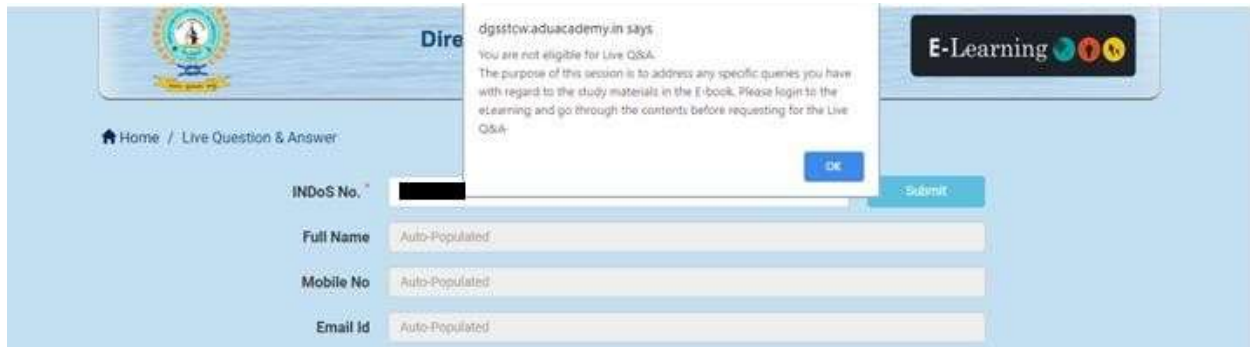 dgsstcw.aduacademy.in says
Dire
You are not eligible for Live Q&A.
The purpose of this session is to address any specific queries you have
with regard to the study materials in the E-book. Please login to the
eLearning and go through the contents before requesting for the Live
Q&A-
OK
E-Learning
Home / Live Question & Answer
INDoS No. *
Submit
Full Name Auto-Populated
Mobile No Auto-Populated
Email Id Auto-Populated